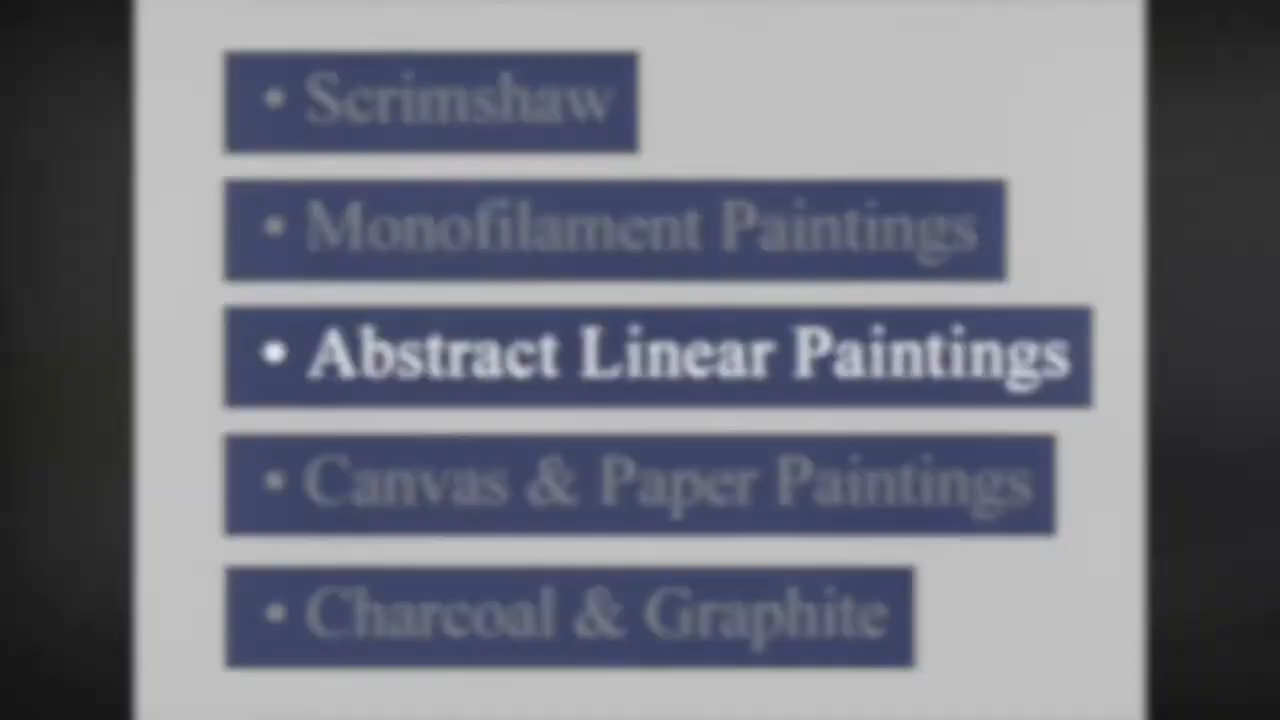 • Scrimshaw
• Monofilament Paintings
• Abstract Linear Paintings
• Canvas & Paper Paintings
• Charcoal & Graphite